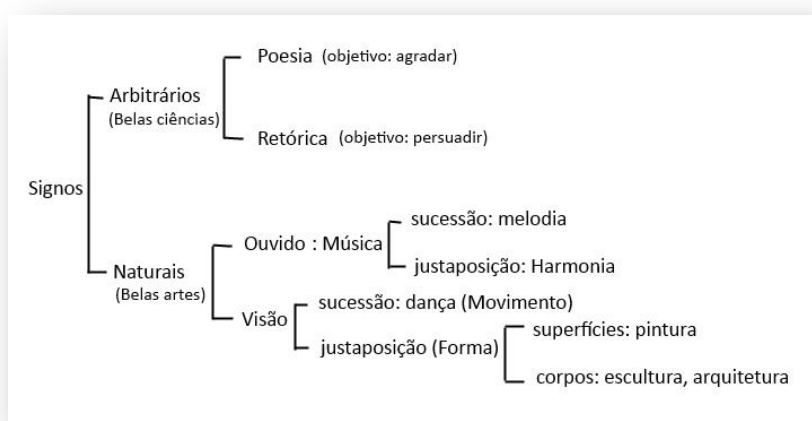 Poesia (objetivo: agradar)
Arbitrários
(Belas ciências)
Retórica (objetivo: persuadir)
Signos
sucessão: melodia
Ouvido : Música
justaposição: Harmonia
Naturais
(Belas artes)
sucessão: dança (Movimento)
Visão
justaposição (Forma)
superfícies: pintura
corpos: escultura, arquitetura